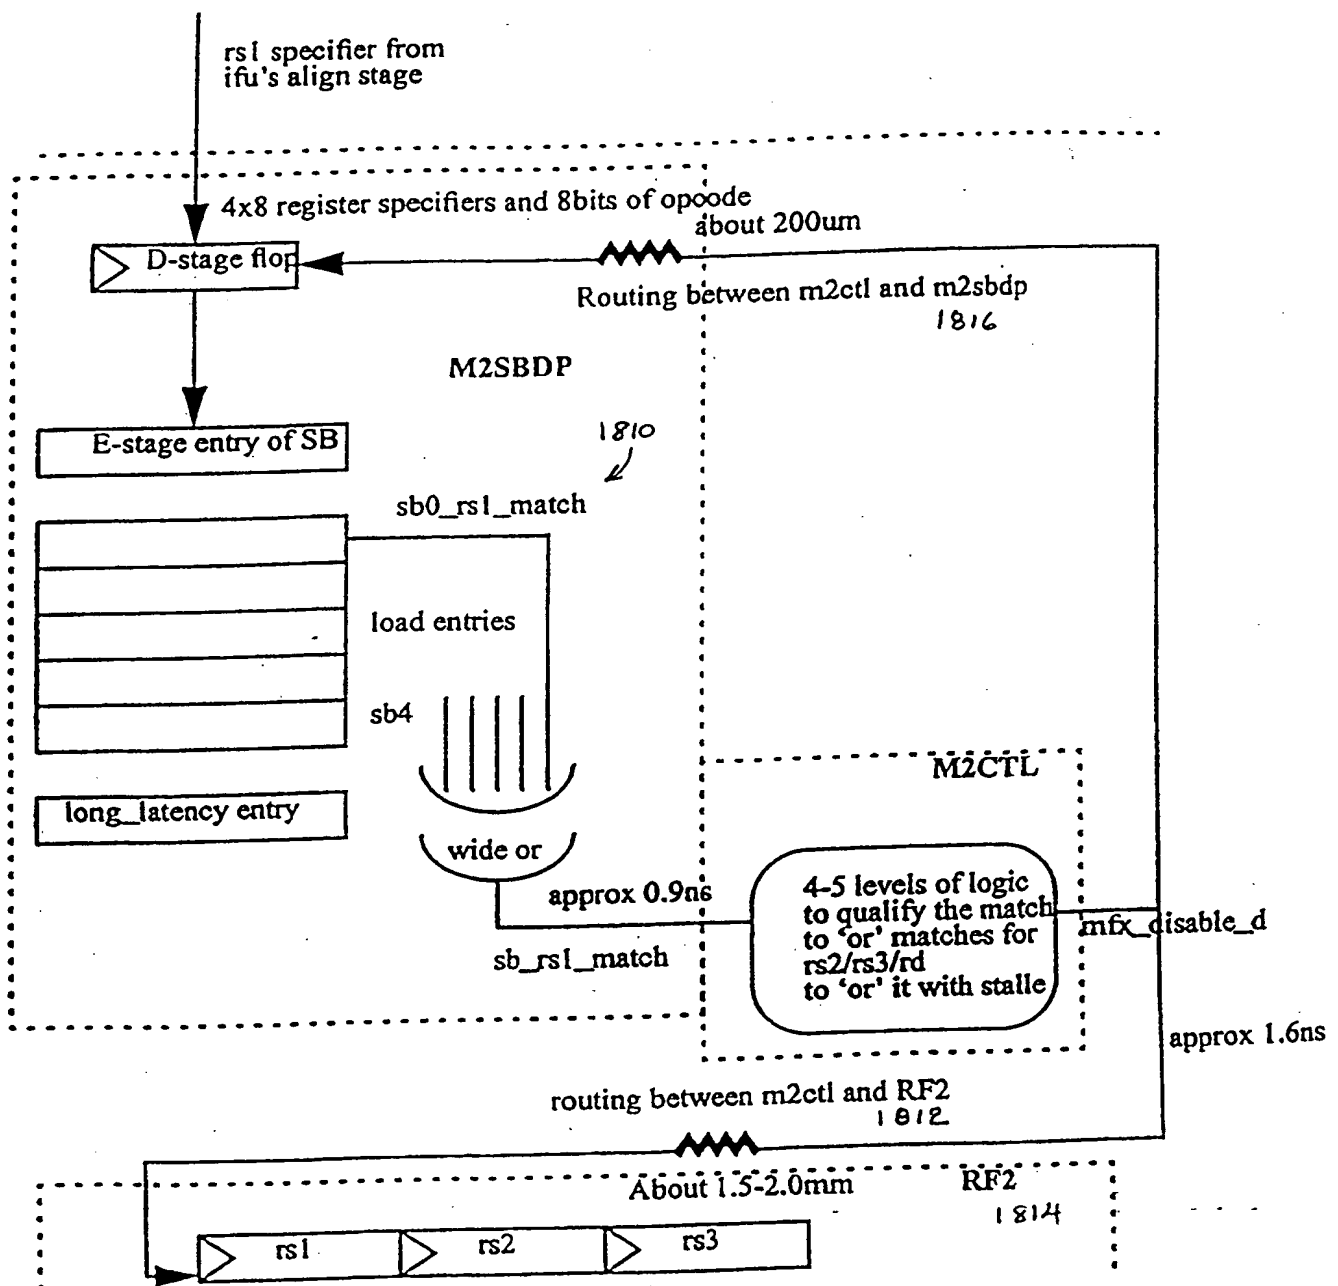 rs1 specifier from
ifu's align stage
4x8 register specifiers and 8bits of opcode
about 200um
D-stage flop
Routing between m2ctl and m2sbdp
1816
M2SBDP
E-stage entry of SB
1810
sb0_rs1_match
load entries
sb4
M2CTL
long_latency entry
wide or
4-5 levels of logic
approx 0.9ns
to qualify the match
to 'or' matches for
mfx_disable_d
rs2/rs3/rd
sb_rs1_match
to 'or' it with stalle
approx 1.6ns
routing between m2ctl and RF2
1812
About 1.5-2.0mm
RF2
1814
rs1
rs2
rs3